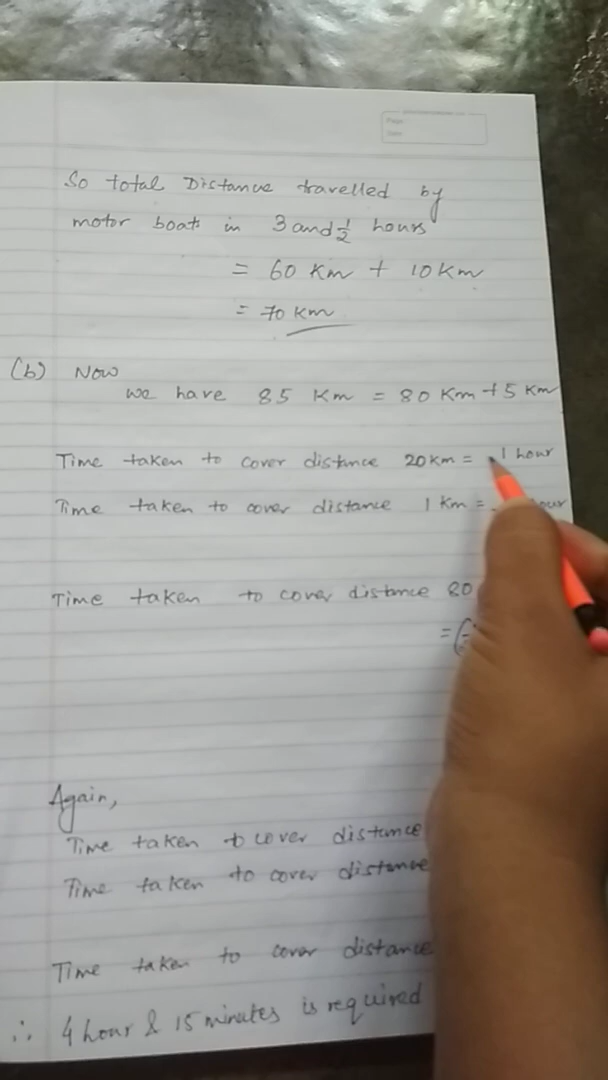 So total Distance travelled by
motor boat in 3 and 1/2 hours
= 60 Km + 10 Km
= 70 Km
(b) Now
we have 85 Km = 80 Km + 5 Km
Time taken to cover distance 20 km = 1 hour
Time taken to cover distance 1 Km =
Time taken to cover distance 80
= (
Again,
Time taken to cover distance
Time taken to cover distance
Time taken to cover distance
∴ 4 hour & 15 minutes is required